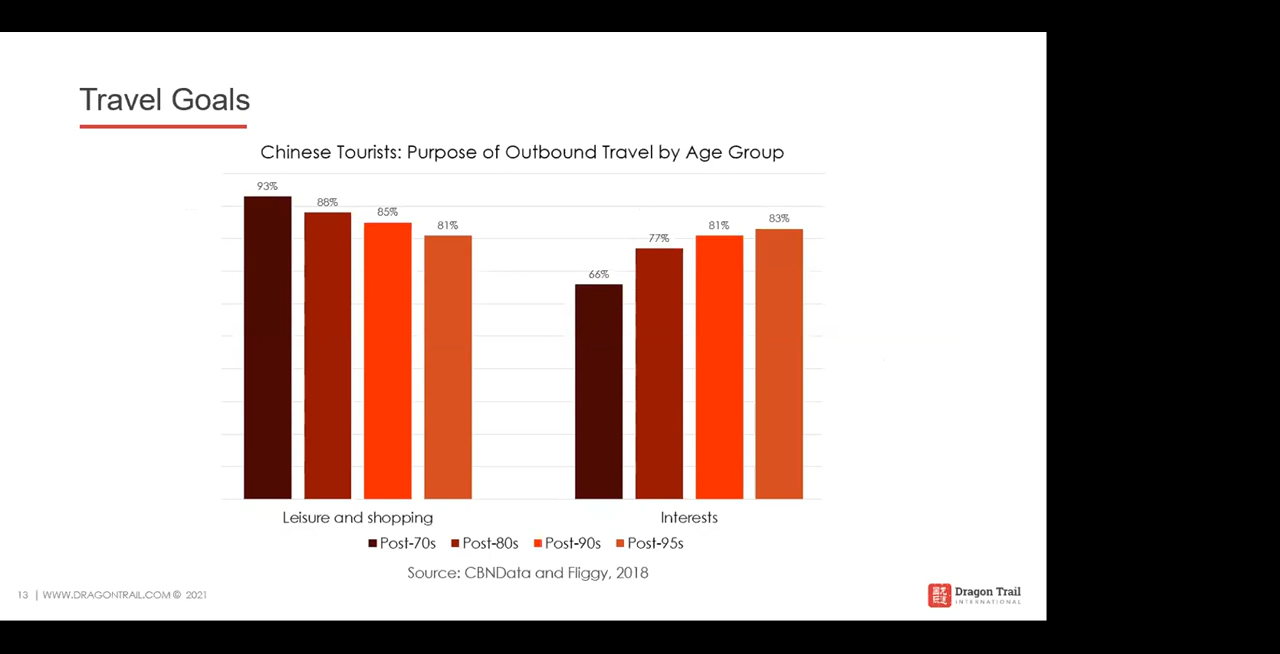 Travel Goals
Chinese Tourists: Purpose of Outbound Travel by Age Group
93%
88%
85%
81%
66%
77%
81%
83%
Leisure and shopping
Interests
Post-70s Post-80s Post-90s Post-95s
Source: CBNData and Fliggy, 2018
13 | WWW.DRAGONTRAIL.COM © 2021
Dragon Trail
INTERNATIONAL